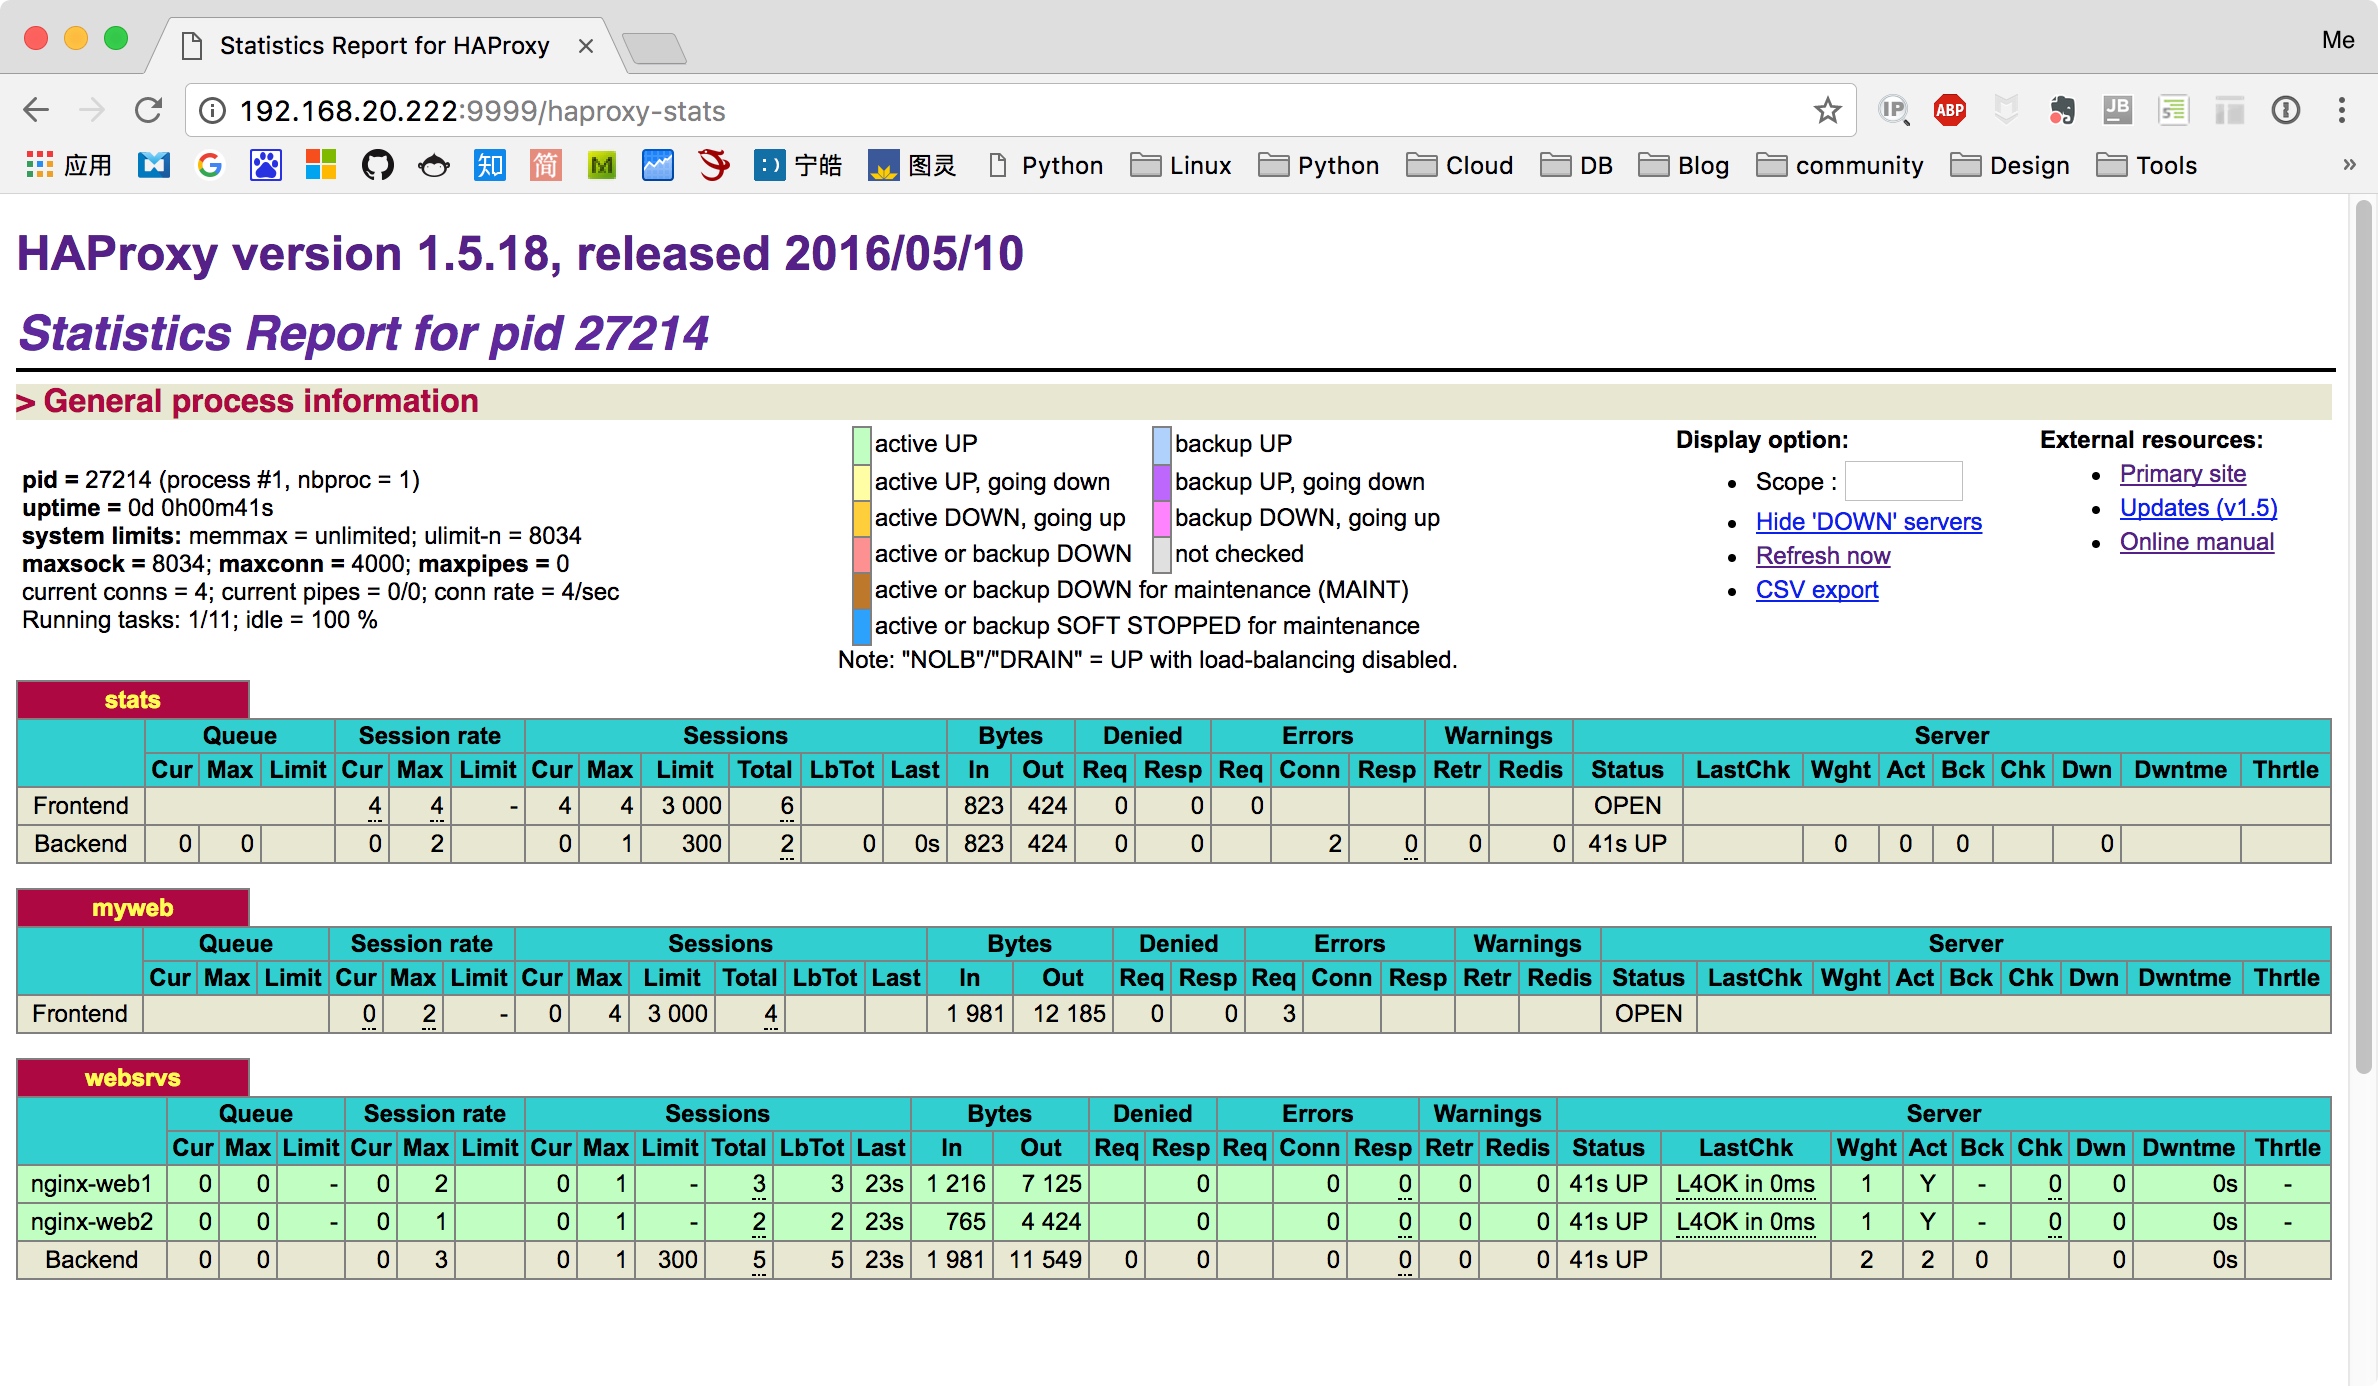 Statistics Report for HAProxy
Me
192.168.20.222:9999/haproxy-stats
IP ABP JB 5
应用 G 知 简 M :) 宁皓 图灵 Python Linux Python Cloud DB Blog community Design Tools »
HAProxy version 1.5.18, released 2016/05/10
Statistics Report for pid 27214
> General process information
pid = 27214 (process #1, nbproc = 1)
uptime = 0d 0h00m41s
system limits: memmax = unlimited; ulimit-n = 8034
maxsock = 8034; maxconn = 4000; maxpipes = 0
current conns = 4; current pipes = 0/0; conn rate = 4/sec
Running tasks: 1/11; idle = 100 %
active UP backup UP
active UP, going down backup UP, going down
active DOWN, going up backup DOWN, going up
active or backup DOWN not checked
active or backup DOWN for maintenance (MAINT)
active or backup SOFT STOPPED for maintenance
Note: "NOLB"/"DRAIN" = UP with load-balancing disabled.
Display option:
Scope :
Hide 'DOWN' servers
Refresh now
CSV export
External resources:
Primary site
Updates (v1.5)
Online manual
stats
Queue Session rate Sessions Bytes Denied Errors Warnings Server
Cur Max Limit Cur Max Limit Cur Max Limit Total LbTot Last In Out Req Resp Req Conn Resp Retr Redis Status LastChk Wght Act Bck Chk Dwn Dwntme Thrtle
Frontend 4 4 - 4 4 3 000 6 823 424 0 0 0 OPEN
Backend 0 0 0 2 0 1 300 2 0 0s 823 424 0 0 2 0 0 0 41s UP 0 0 0 0
myweb
Queue Session rate Sessions Bytes Denied Errors Warnings Server
Cur Max Limit Cur Max Limit Cur Max Limit Total LbTot Last In Out Req Resp Req Conn Resp Retr Redis Status LastChk Wght Act Bck Chk Dwn Dwntme Thrtle
Frontend 0 2 - 0 4 3 000 4 1 981 12 185 0 0 3 OPEN
websrvs
Queue Session rate Sessions Bytes Denied Errors Warnings Server
Cur Max Limit Cur Max Limit Cur Max Limit Total LbTot Last In Out Req Resp Req Conn Resp Retr Redis Status LastChk Wght Act Bck Chk Dwn Dwntme Thrtle
nginx-web1 0 0 - 0 2 0 1 - 3 3 23s 1 216 7 125 0 0 0 0 0 41s UP L4OK in 0ms 1 Y - 0 0 0s -
nginx-web2 0 0 - 0 1 0 1 - 2 2 23s 765 4 424 0 0 0 0 0 41s UP L4OK in 0ms 1 Y - 0 0 0s -
Backend 0 0 0 3 0 1 300 5 5 23s 1 981 11 549 0 0 0 0 0 0 41s UP 2 2 0 0 0s